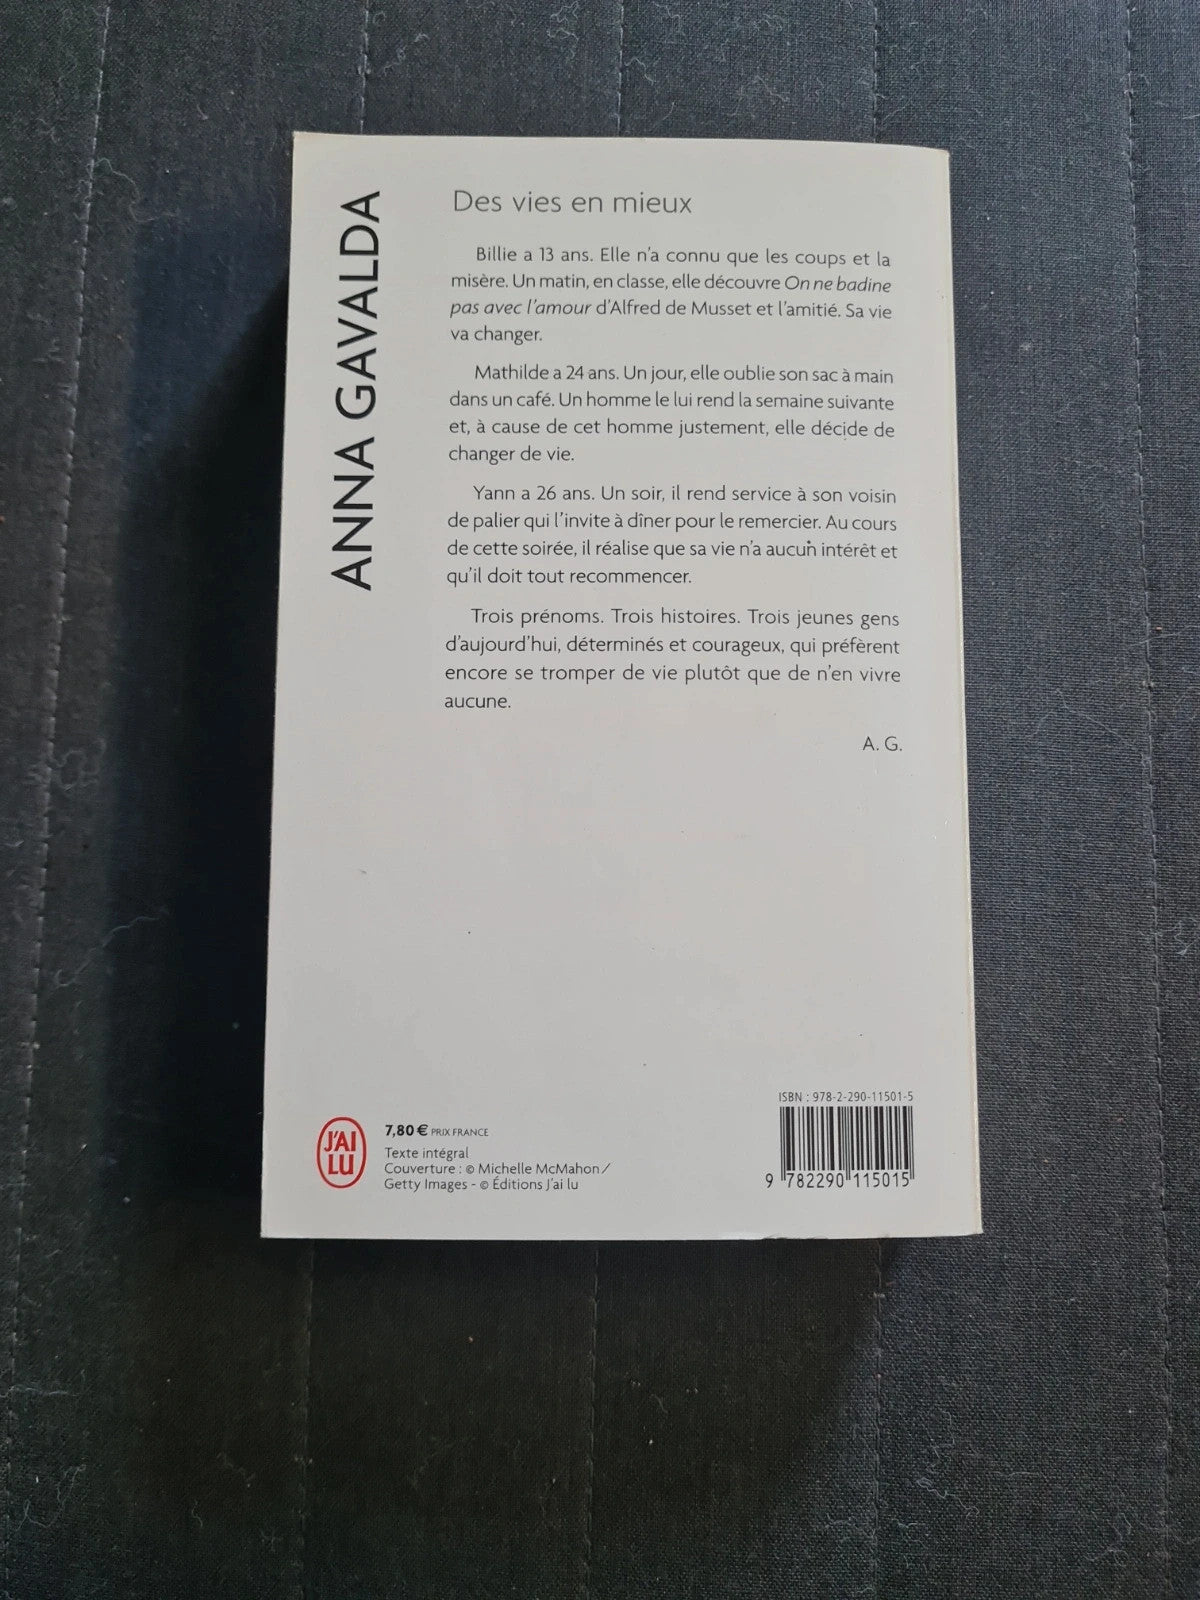 ANNA GAVALDA
Des vies en mieux
Billie a 13 ans. Elle n'a connu que les coups et la
misère. Un matin, en classe, elle découvre On ne badine
pas avec l'amour d'Alfred de Musset et l'amitié. Sa vie
va changer.
Mathilde a 24 ans. Un jour, elle oublie son sac à main
dans un café. Un homme le lui rend la semaine suivante
et, à cause de cet homme justement, elle décide de
changer de vie.
Yann a 26 ans. Un soir, il rend service à son voisin
de palier qui l'invite à dîner pour le remercier. Au cours
de cette soirée, il réalise que sa vie n'a aucun intérêt et
qu'il doit tout recommencer.
Trois prénoms. Trois histoires. Trois jeunes gens
d'aujourd'hui, déterminés et courageux, qui préfèrent
encore se tromper de vie plutôt que de n'en vivre
aucune.
A. G.
J'AI
LU
7,80 € PRIX FRANCE
Texte intégral
Couverture : © Michelle McMahon /
Getty Images - © Éditions J'ai lu
ISBN : 978-2-290-11501-5
9 782290 115015